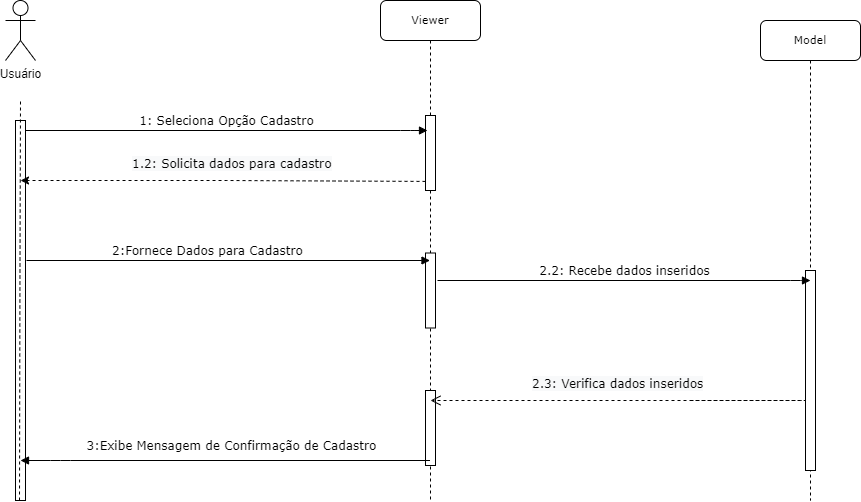 Viewer
Model
Usuário
1: Seleciona Opção Cadastro
1.2: Solicita dados para cadastro
2:Fornece Dados para Cadastro
2.2: Recebe dados inseridos
2.3: Verifica dados inseridos
3:Exibe Mensagem de Confirmação de Cadastro